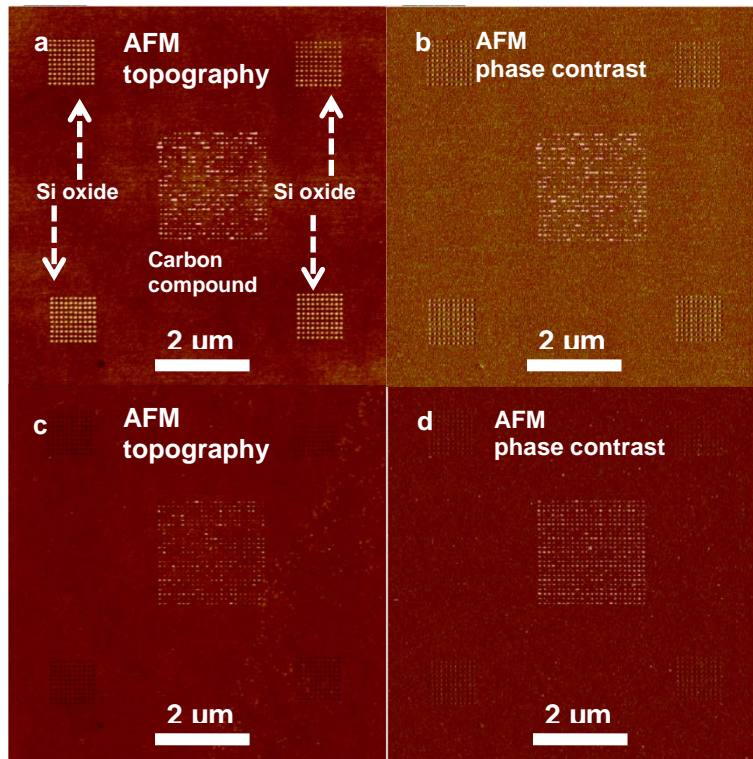 a
AFM
topography
Si oxide
Si oxide
Carbon
compound
2 um
b
AFM
phase contrast
2 um
c
AFM
topography
2 um
d
AFM
phase contrast
2 um